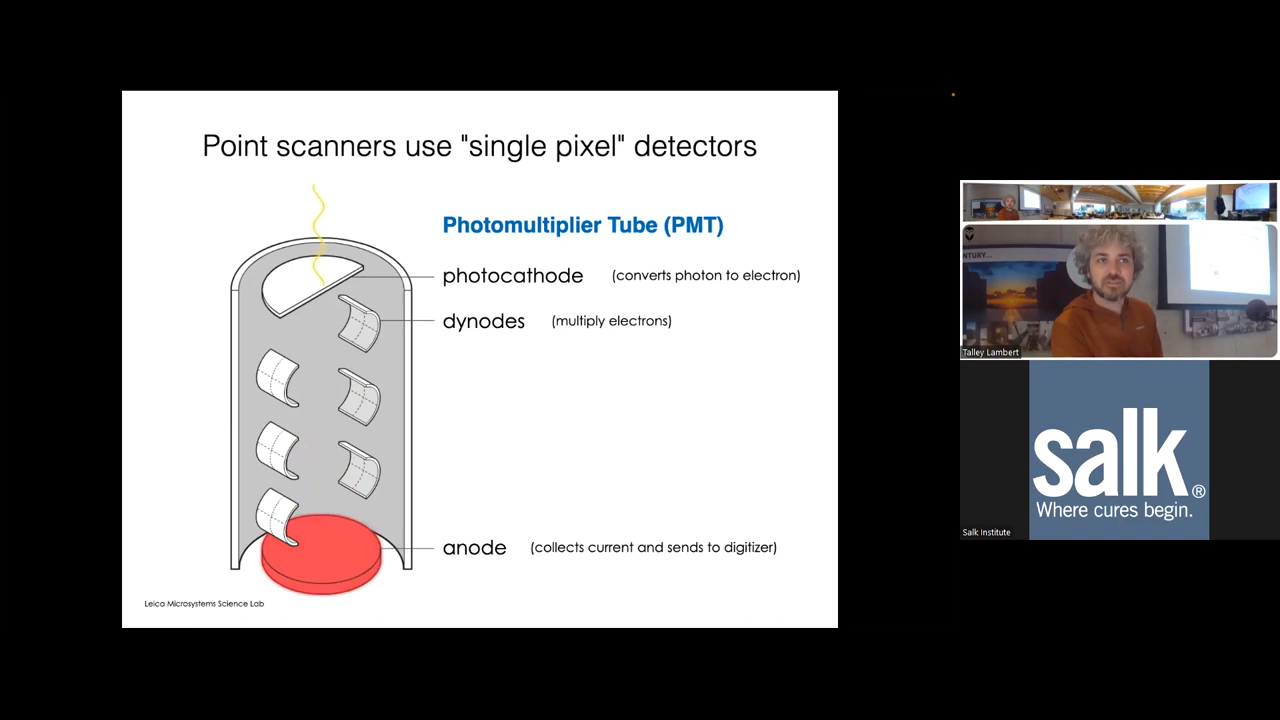 Point scanners use "single pixel" detectors
Photomultiplier Tube (PMT)
photocathode (converts photon to electron)
dynodes (multiply electrons)
anode (collects current and sends to digitizer)
Leica Microsystems Science Lab
NTURY...
Talley Lambert
salk®
Where cures begin.
Salk Institute